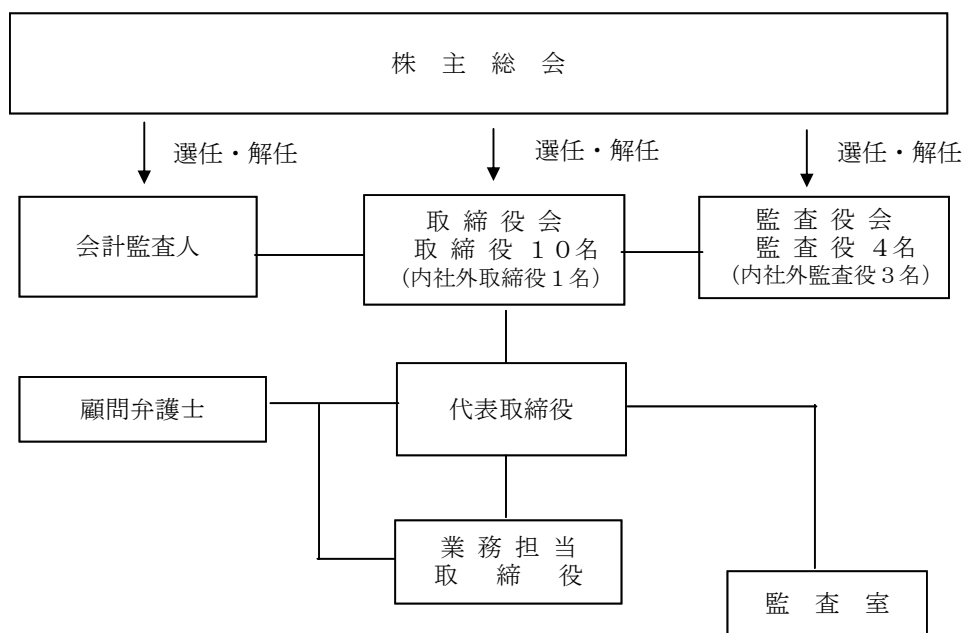 株 主 総 会
選任・解任
選任・解任
選任・解任
会計監査人
取 締 役 会
取 締 役 １０名
（内社外取締役１名）
監 査 役 会
監 査 役 ４名
（内社外監査役３名）
顧問弁護士
代表取締役
業 務 担 当
取 締 役
監 査 室